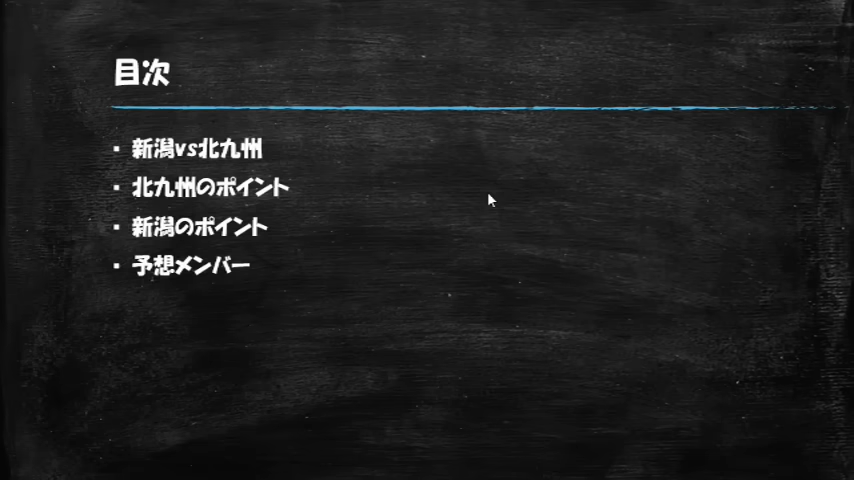 目次
▪ 新潟vs北九州
▪ 北九州のポイント
▪ 新潟のポイント
▪ 予想メンバー